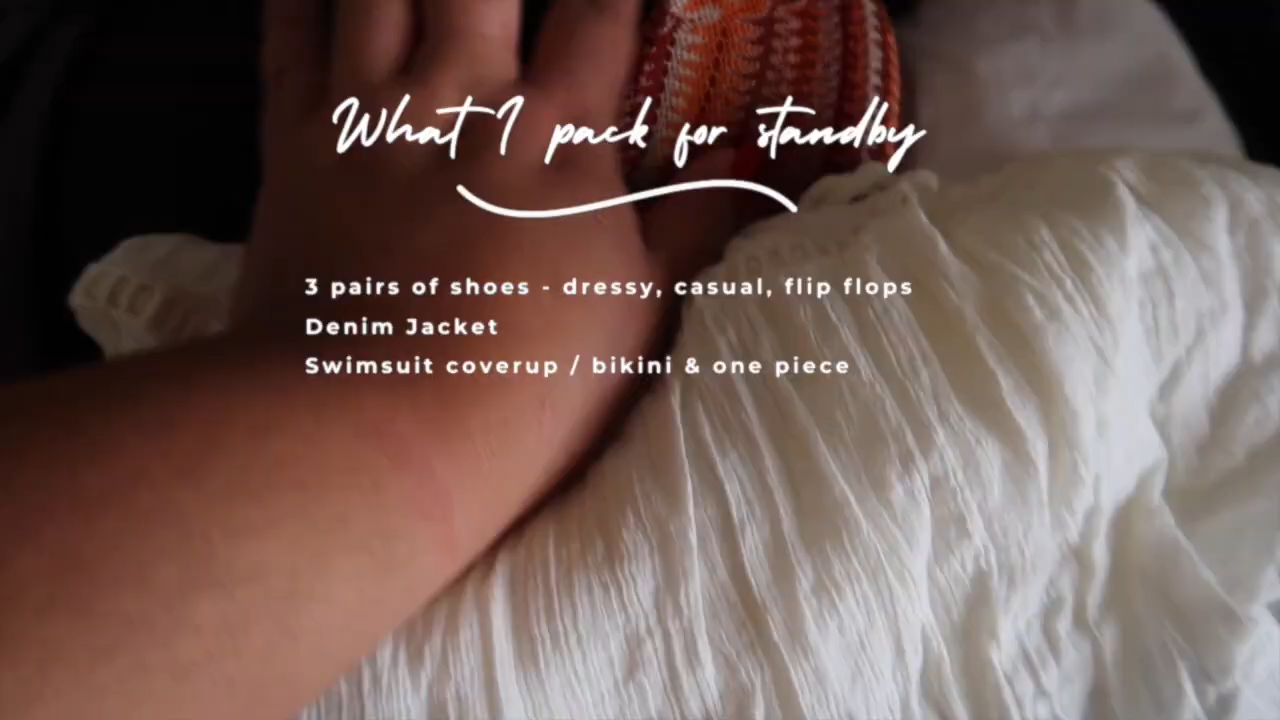 What I pack for standby
3 pairs of shoes - dressy, casual, flip flops
Denim Jacket
Swimsuit coverup / bikini & one piece